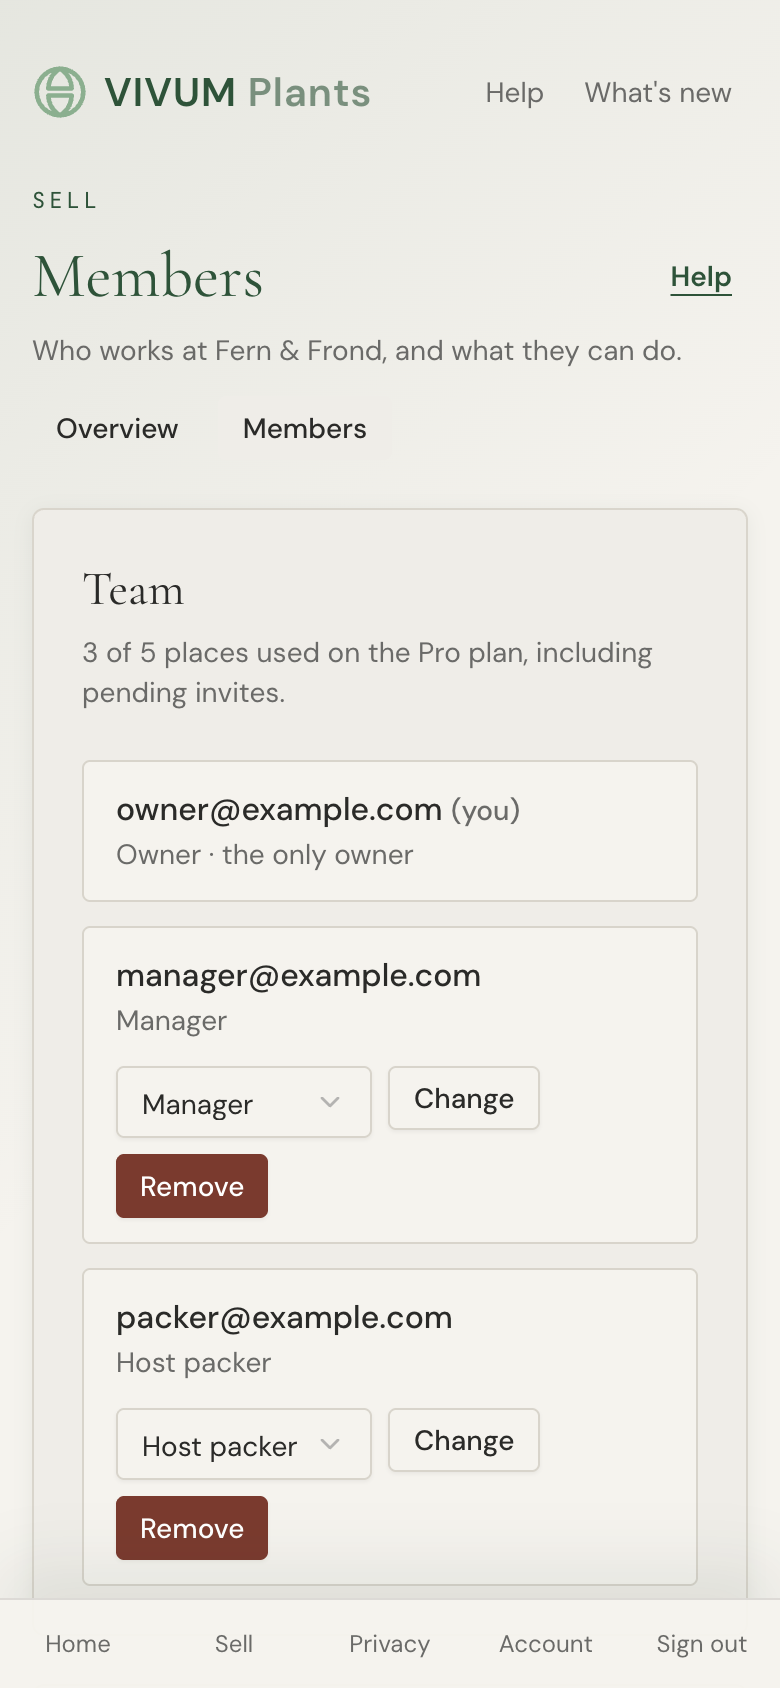 VIVUM Plants
Help
What's new
SELL
Members
Help
Who works at Fern & Frond, and what they can do.
Overview
Members
Team
3 of 5 places used on the Pro plan, including
pending invites.
owner@example.com (you)
Owner · the only owner
manager@example.com
Manager
Manager
Change
Remove
packer@example.com
Host packer
Host packer
Change
Remove
Home
Sell
Privacy
Account
Sign out